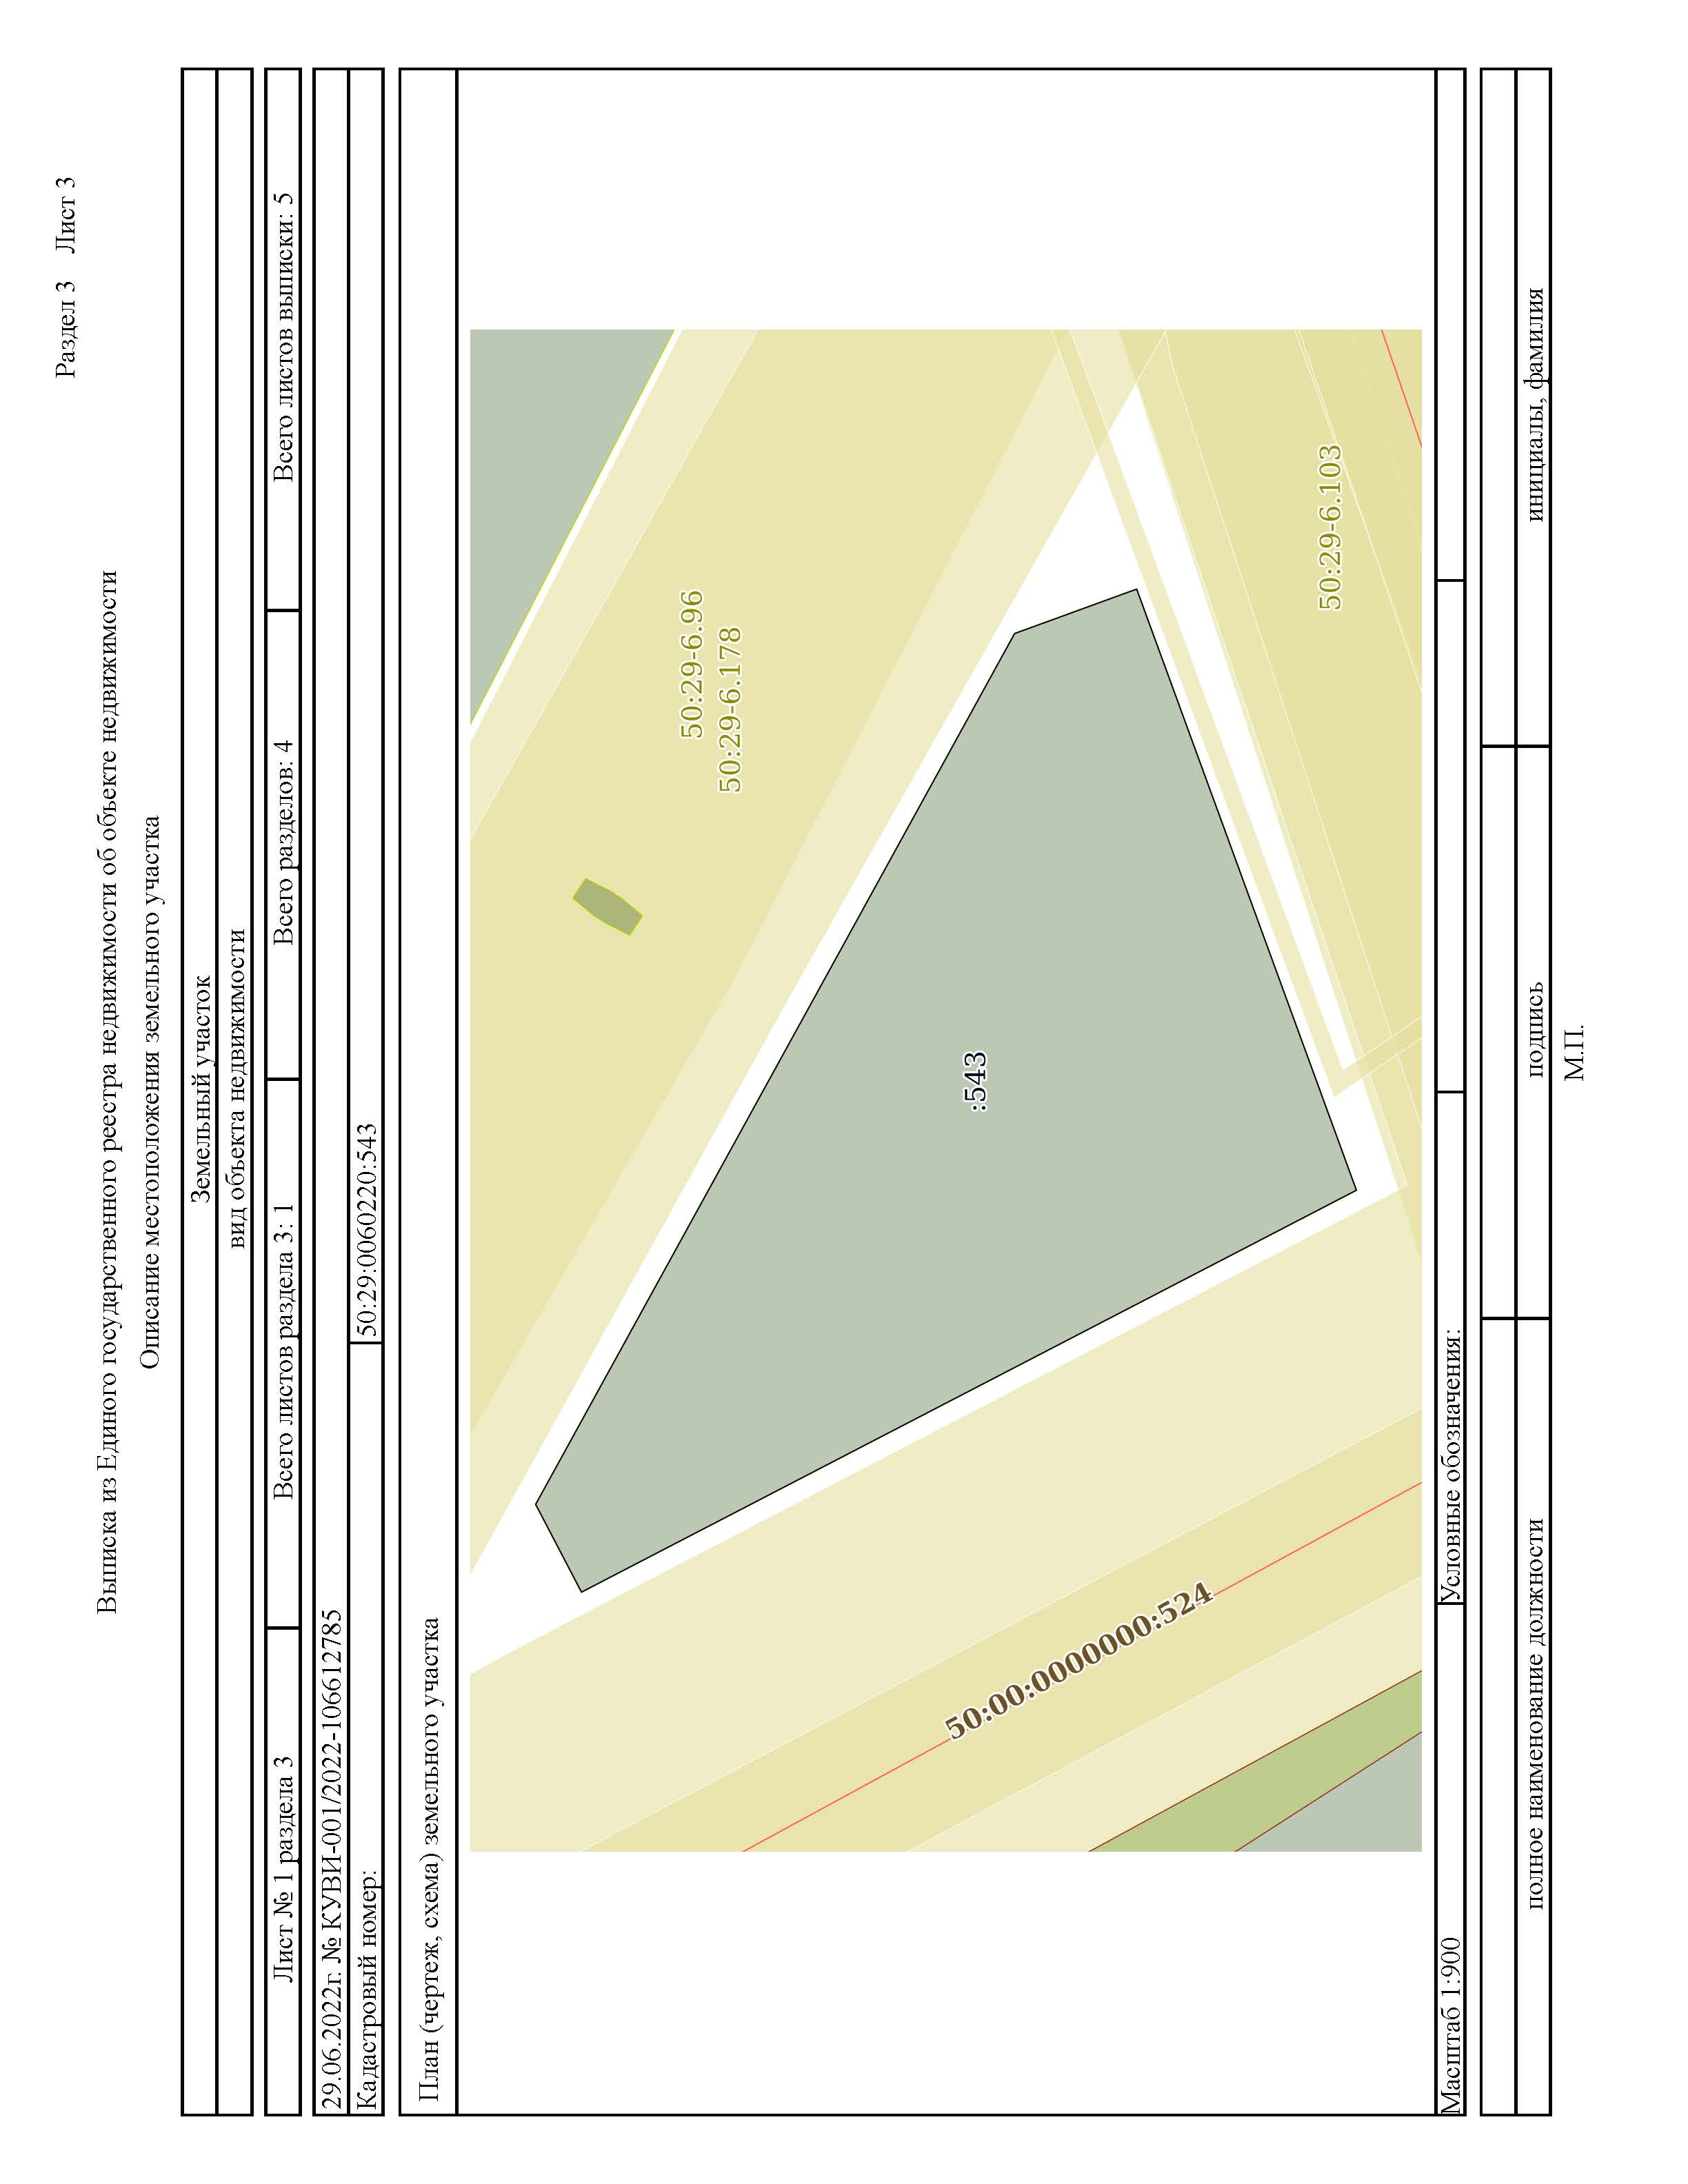 Раздел 3 Лист 3
Выписка из Единого государственного реестра недвижимости об объекте недвижимости
Описание местоположения земельного участка
Земельный участок
вид объекта недвижимости
Лист № 1 раздела 3 Всего листов раздела 3: 1 Всего разделов: 4 Всего листов выписки: 5
29.06.2022г. № КУВИ-001/2022-106612785
Кадастровый номер: 50:29:0060220:543
План (чертеж, схема) земельного участка
50:29-6.96
50:29-6.178
:543
50:00:0000000:524
50:29-6.103
Масштаб 1:900 Условные обозначения:
полное наименование должности подпись инициалы, фамилия
М.П.